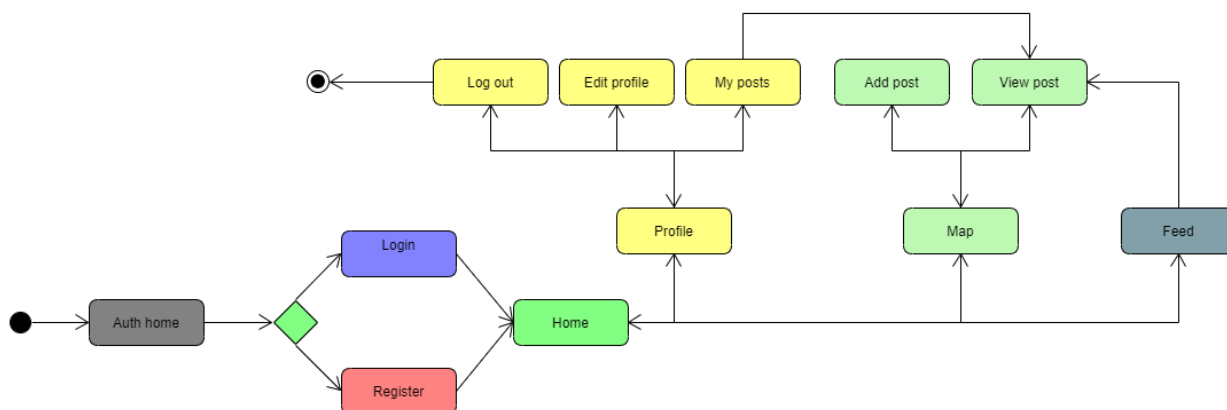 Log out
Edit profile
My posts
Add post
View post
Profile
Map
Feed
Login
Auth home
Home
Register